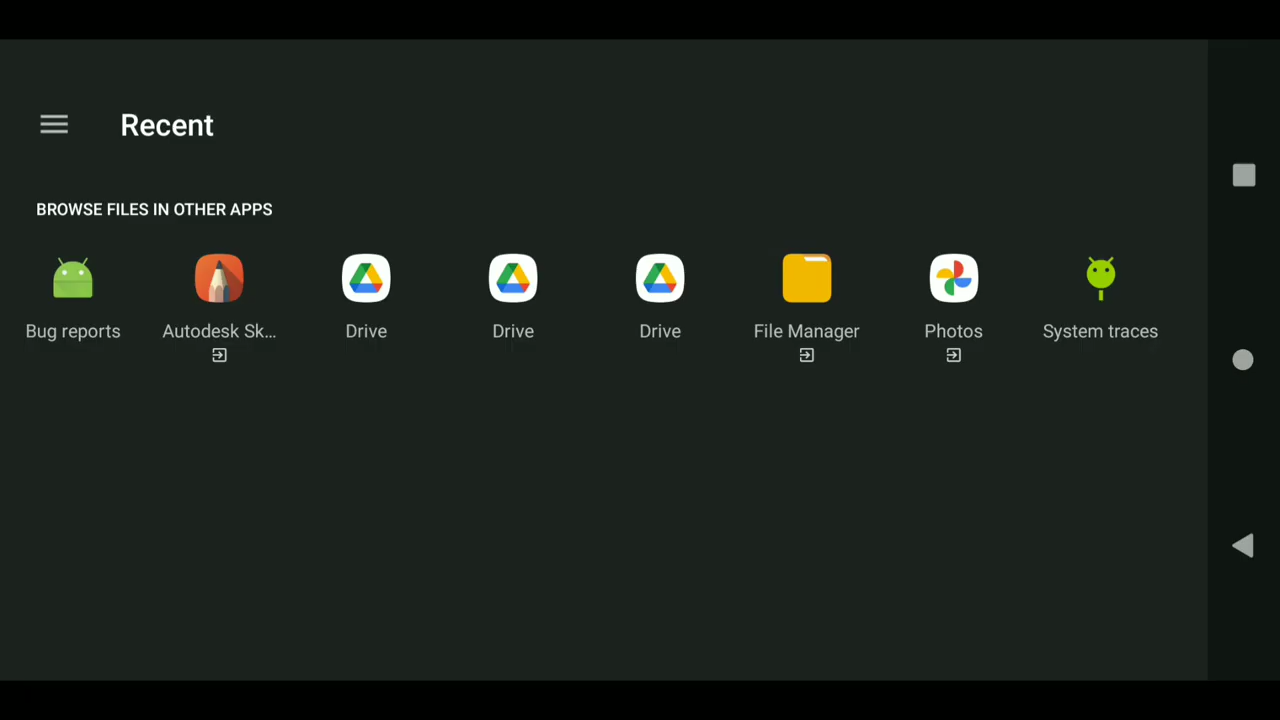 Recent
BROWSE FILES IN OTHER APPS
Bug reports
Autodesk Sk...
Drive
Drive
Drive
File Manager
Photos
System traces